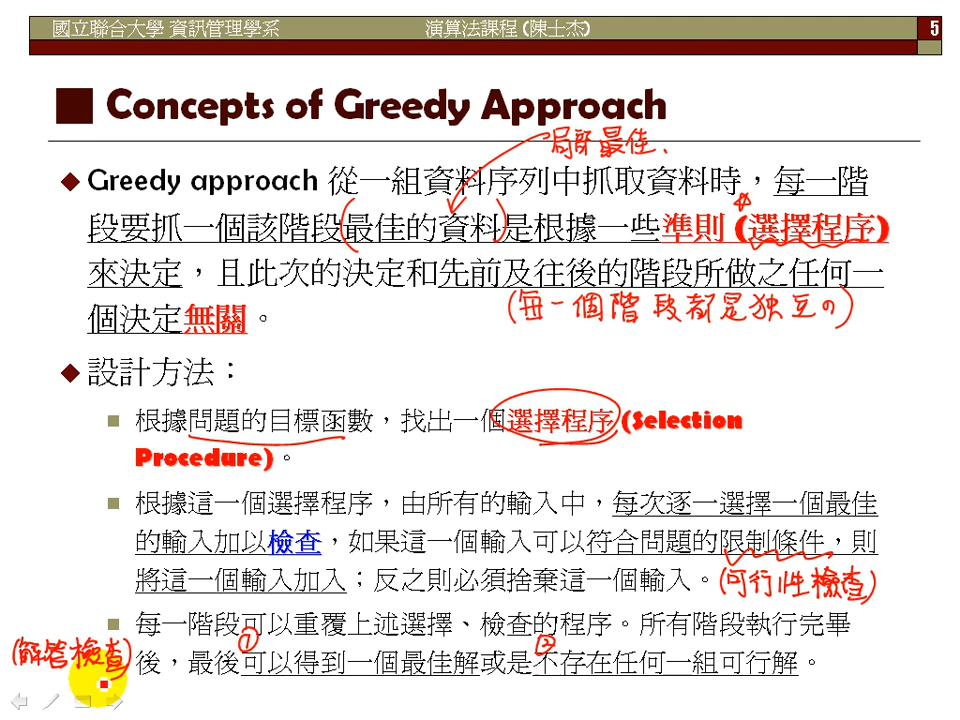 國立聯合大學 資訊管理學系 演算法課程 (陳士杰) 5
Concepts of Greedy Approach
局部最佳.
Greedy approach 從一組資料序列中抓取資料時，每一階
段要抓一個該階段(最佳的資料)是根據一些準則 (選擇程序)
來決定，且此次的決定和先前及往後的階段所做之任何一
(每一個階段都是独立の)
個決定無關。
設計方法：
根據問題的目標函數，找出一個選擇程序 (Selection
Procedure)。
根據這一個選擇程序，由所有的輸入中，每次逐一選擇一個最佳
的輸入加以檢查，如果這一個輸入可以符合問題的限制條件，則
將這一個輸入加入；反之則必須捨棄這一個輸入。(可行性檢查)
每一階段可以重覆上述選擇、檢查的程序。所有階段執行完畢
① ②
(解答檢查)
後，最後可以得到一個最佳解或是不存在任何一組可行解。